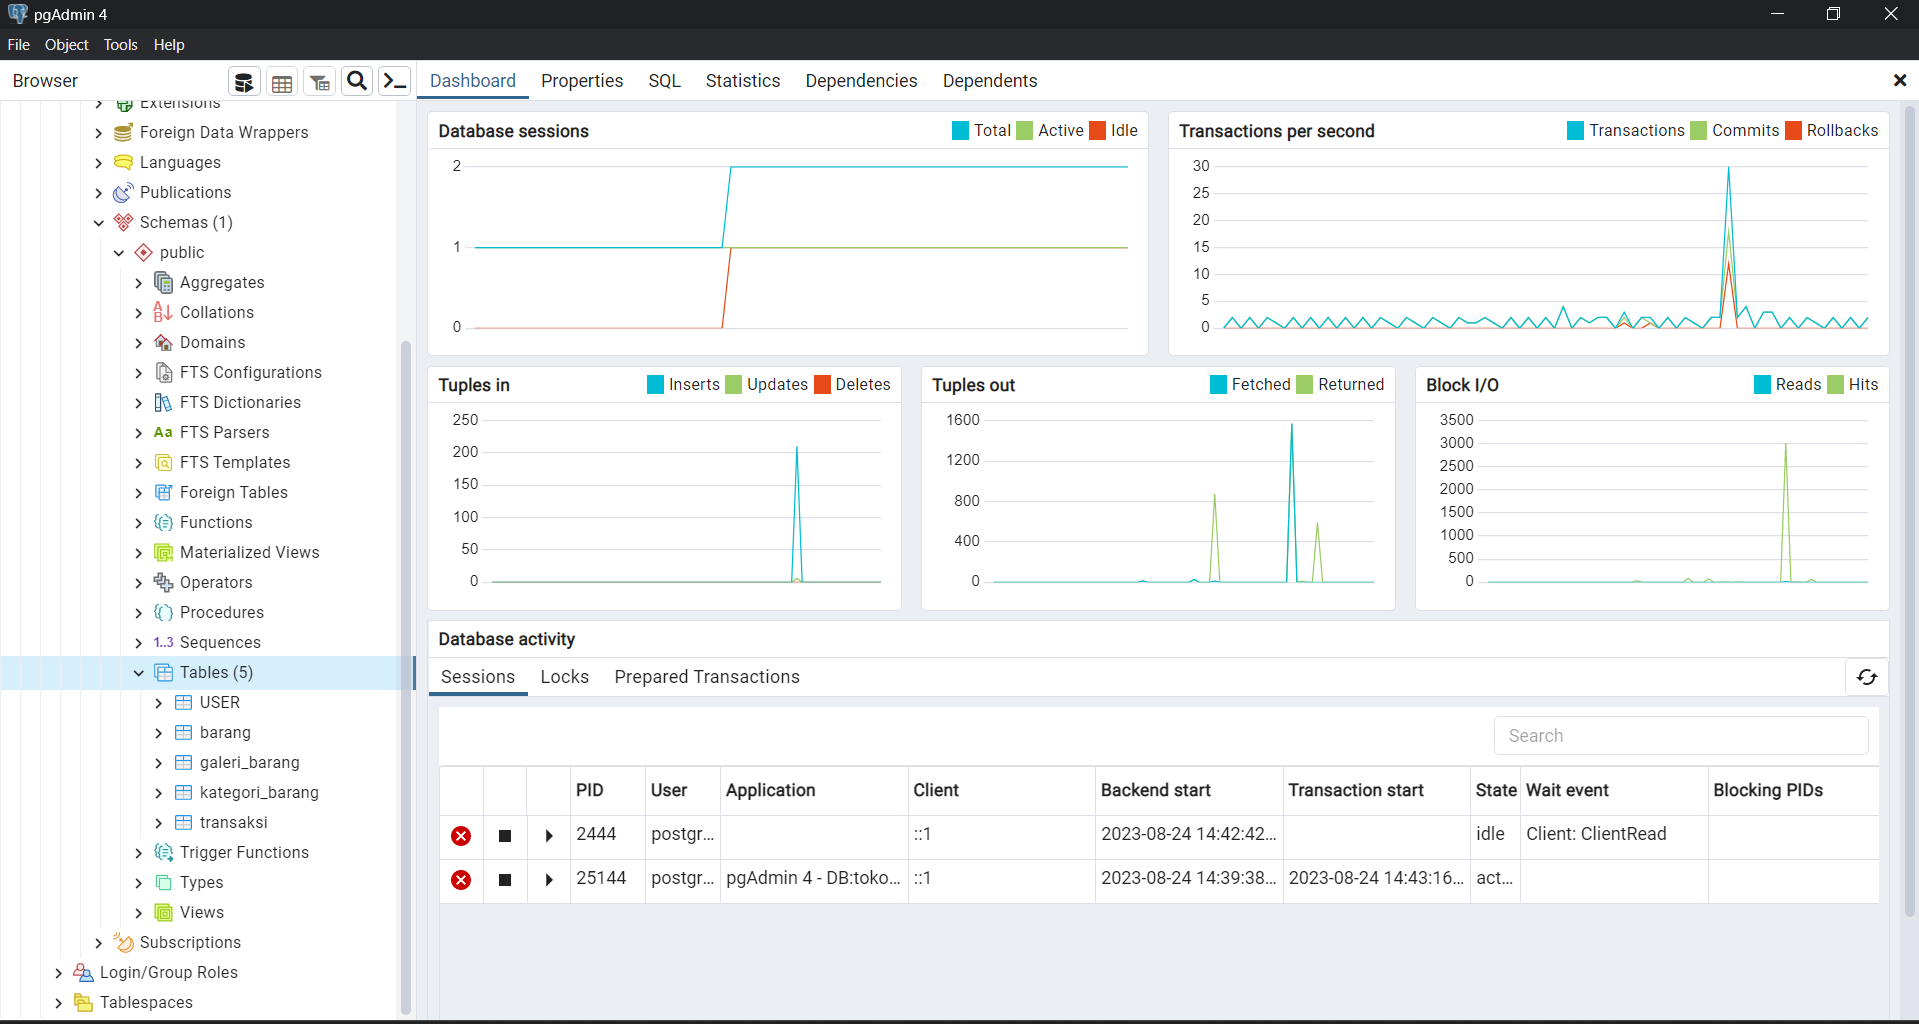 pgAdmin 4
File Object Tools Help
Browser
Dashboard Properties SQL Statistics Dependencies Dependents
Extensions
Foreign Data Wrappers
Languages
Publications
Schemas (1)
public
Aggregates
Collations
Domains
FTS Configurations
FTS Dictionaries
Aa FTS Parsers
FTS Templates
Foreign Tables
Functions
Materialized Views
Operators
Procedures
1..3 Sequences
Tables (5)
USER
barang
galeri_barang
kategori_barang
transaksi
Trigger Functions
Types
Views
Subscriptions
Login/Group Roles
Tablespaces
Database sessions Total Active Idle
2
1
0
Transactions per second Transactions Commits Rollbacks
30
25
20
15
10
5
0
Tuples in Inserts Updates Deletes
250
200
150
100
50
0
Tuples out Fetched Returned
1600
1200
800
400
0
Block I/O Reads Hits
3500
3000
2500
2000
1500
1000
500
0
Database activity
Sessions Locks Prepared Transactions
Search
PID User Application Client Backend start Transaction start State Wait event Blocking PIDs
2444 postgr... ::1 2023-08-24 14:42:42... idle Client: ClientRead
25144 postgr... pgAdmin 4 - DB:toko... ::1 2023-08-24 14:39:38... 2023-08-24 14:43:16... act...